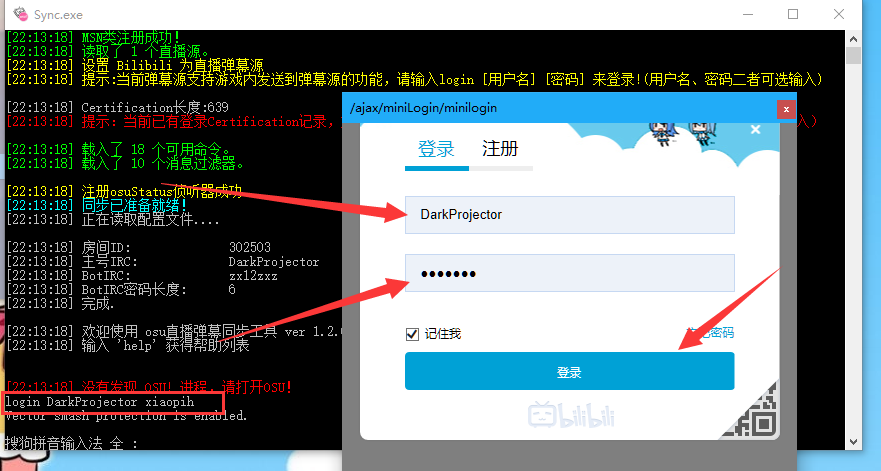 Sync.exe
[22:13:18] MSN类注册成功!
[22:13:18] 读取了 1 个直播源。
[22:13:18] 设置 Bilibili 为直播弹幕源
[22:13:18] 提示:当前弹幕源支持游戏内发送到弹幕源的功能，请输入login [用户名] [密码] 来登录!(用户名、密码二者可选输入)
[22:13:18] Certification长度:639
[22:13:18] 提示：当前已有登录Certification记录，
入)
[22:13:18] 载入了 18 个可用命令。
[22:13:18] 载入了 10 个消息过滤器。
[22:13:18] 注册osuStatus侦听器成功
[22:13:18] 同步已准备就绪!
[22:13:18] 正在读取配置文件....
[22:13:18] 房间ID: 302503
[22:13:18] 主号IRC: DarkProjector
[22:13:18] BotIRC: zxl2zxz
[22:13:18] BotIRC密码长度: 6
[22:13:18] 完成.
[22:13:18] 欢迎使用 osu直播弹幕同步工具 ver 1.2.
[22:13:18] 输入 'help' 获得帮助列表
[22:13:18] 没有发现 OSU! 进程，请打开OSU!
login DarkProjector xiaopih
Vector smash protection is enabled.
搜狗拼音输入法 全 :
/ajax/miniLogin/minilogin
登录 注册
DarkProjector
●●●●●●●
记住我
密码
登录
bilibili